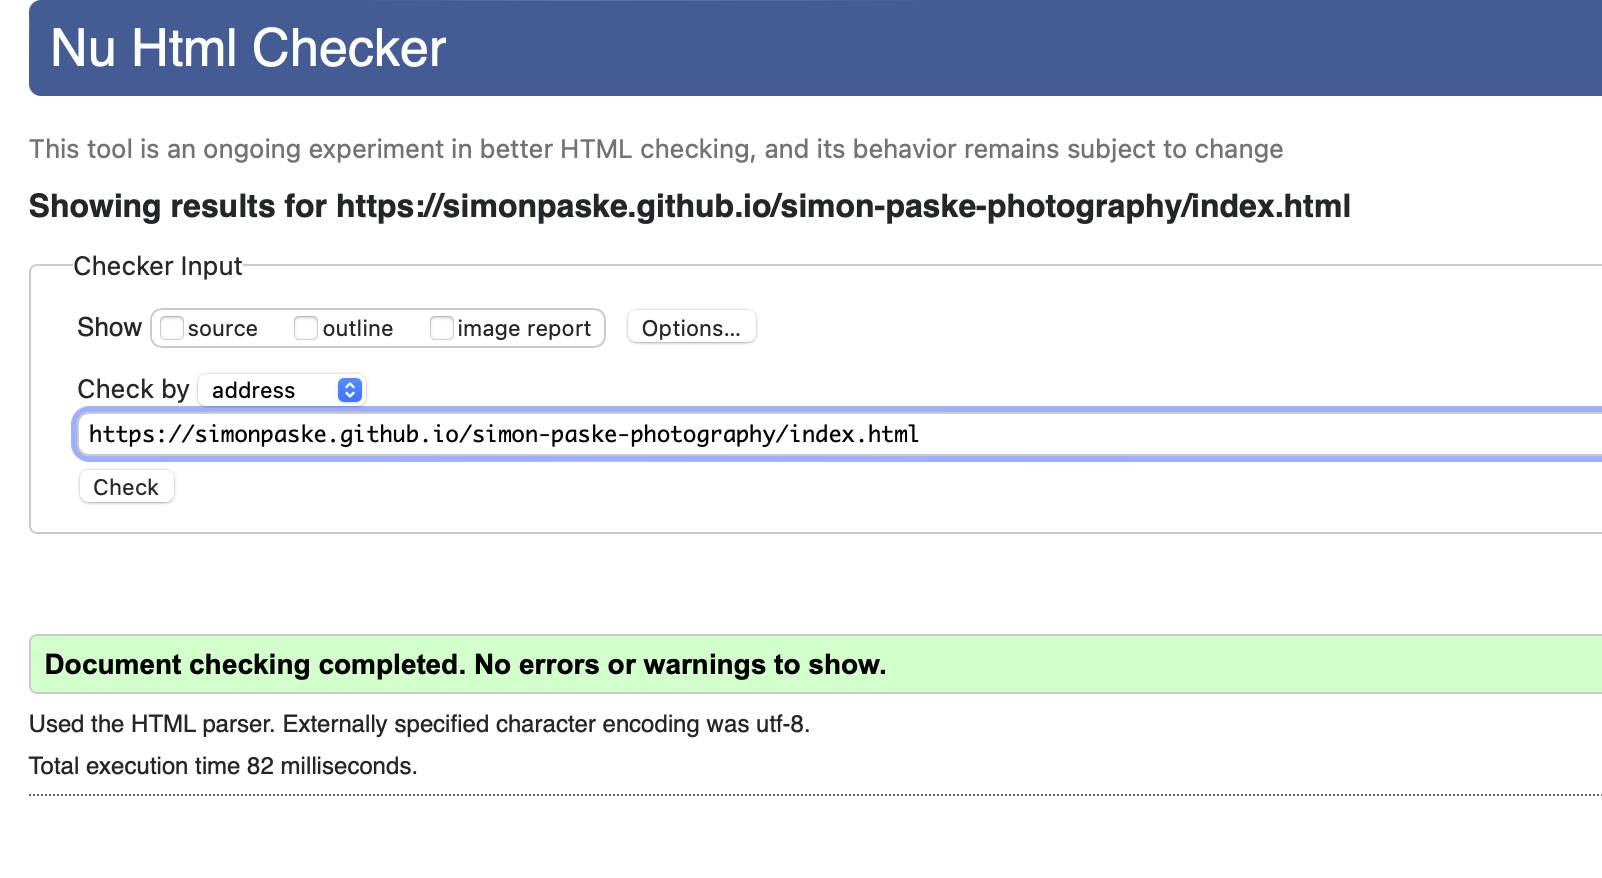 Nu Html Checker
This tool is an ongoing experiment in better HTML checking, and its behavior remains subject to change
Showing results for https://simonpaske.github.io/simon-paske-photography/index.html
Checker Input
Show source outline image report Options...
Check by address
https://simonpaske.github.io/simon-paske-photography/index.html
Check
Document checking completed. No errors or warnings to show.
Used the HTML parser. Externally specified character encoding was utf-8.
Total execution time 82 milliseconds.